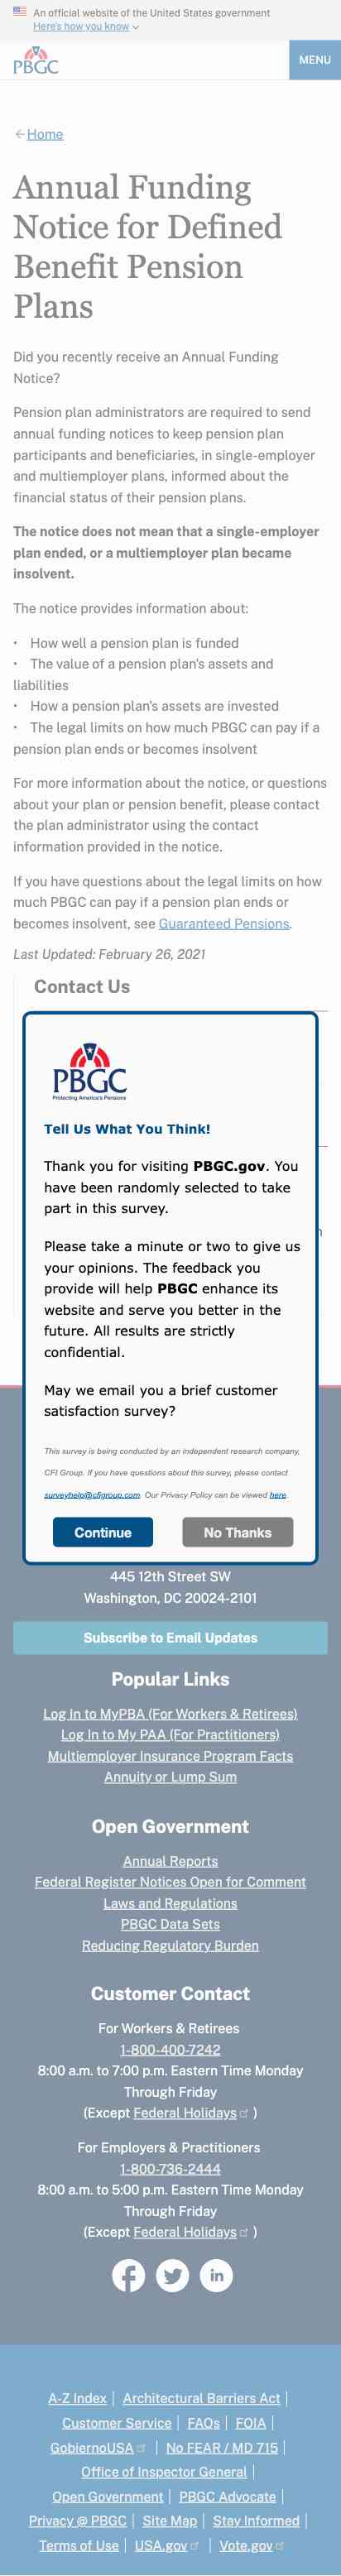 An official website of the United States government
Here's how you know
PBGC
MENU
Home
Annual Funding
Notice for Defined
Benefit Pension
Plans
Did you recently receive an Annual Funding
Notice?
Pension plan administrators are required to send
annual funding notices to keep pension plan
participants and beneficiaries, in single-employer
and multiemployer plans, informed about the
financial status of their pension plans.
The notice does not mean that a single-employer
plan ended, or a multiemployer plan became
insolvent.
The notice provides information about:
• How well a pension plan is funded
• The value of a pension plan's assets and
liabilities
• How a pension plan's assets are invested
• The legal limits on how much PBGC can pay if a
pension plan ends or becomes insolvent
For more information about the notice, or questions
about your plan or pension benefit, please contact
the plan administrator using the contact
information provided in the notice.
If you have questions about the legal limits on how
much PBGC can pay if a pension plan ends or
becomes insolvent, see Guaranteed Pensions.
Last Updated: February 26, 2021
Contact Us
PBGC
Protecting America's Pensions
Tell Us What You Think!
Thank you for visiting PBGC.gov. You
have been randomly selected to take
part in this survey.
Please take a minute or two to give us
your opinions. The feedback you
provide will help PBGC enhance its
website and serve you better in the
future. All results are strictly
confidential.
May we email you a brief customer
satisfaction survey?
This survey is being conducted by an independent research company,
CFI Group. If you have questions about this survey, please contact
surveyhelp@cfigroup.com. Our Privacy Policy can be viewed here.
Continue
No Thanks
445 12th Street SW
Washington, DC 20024-2101
Subscribe to Email Updates
Popular Links
Log In to MyPBA (For Workers & Retirees)
Log In to My PAA (For Practitioners)
Multiemployer Insurance Program Facts
Annuity or Lump Sum
Open Government
Annual Reports
Federal Register Notices Open for Comment
Laws and Regulations
PBGC Data Sets
Reducing Regulatory Burden
Customer Contact
For Workers & Retirees
1-800-400-7242
8:00 a.m. to 7:00 p.m. Eastern Time Monday
Through Friday
(Except Federal Holidays )
For Employers & Practitioners
1-800-736-2444
8:00 a.m. to 5:00 p.m. Eastern Time Monday
Through Friday
(Except Federal Holidays )
A-Z Index | Architectural Barriers Act |
Customer Service | FAQs | FOIA |
GobiernoUSA | No FEAR / MD 715 |
Office of Inspector General |
Open Government | PBGC Advocate |
Privacy @ PBGC | Site Map | Stay Informed |
Terms of Use | USA.gov | Vote.gov